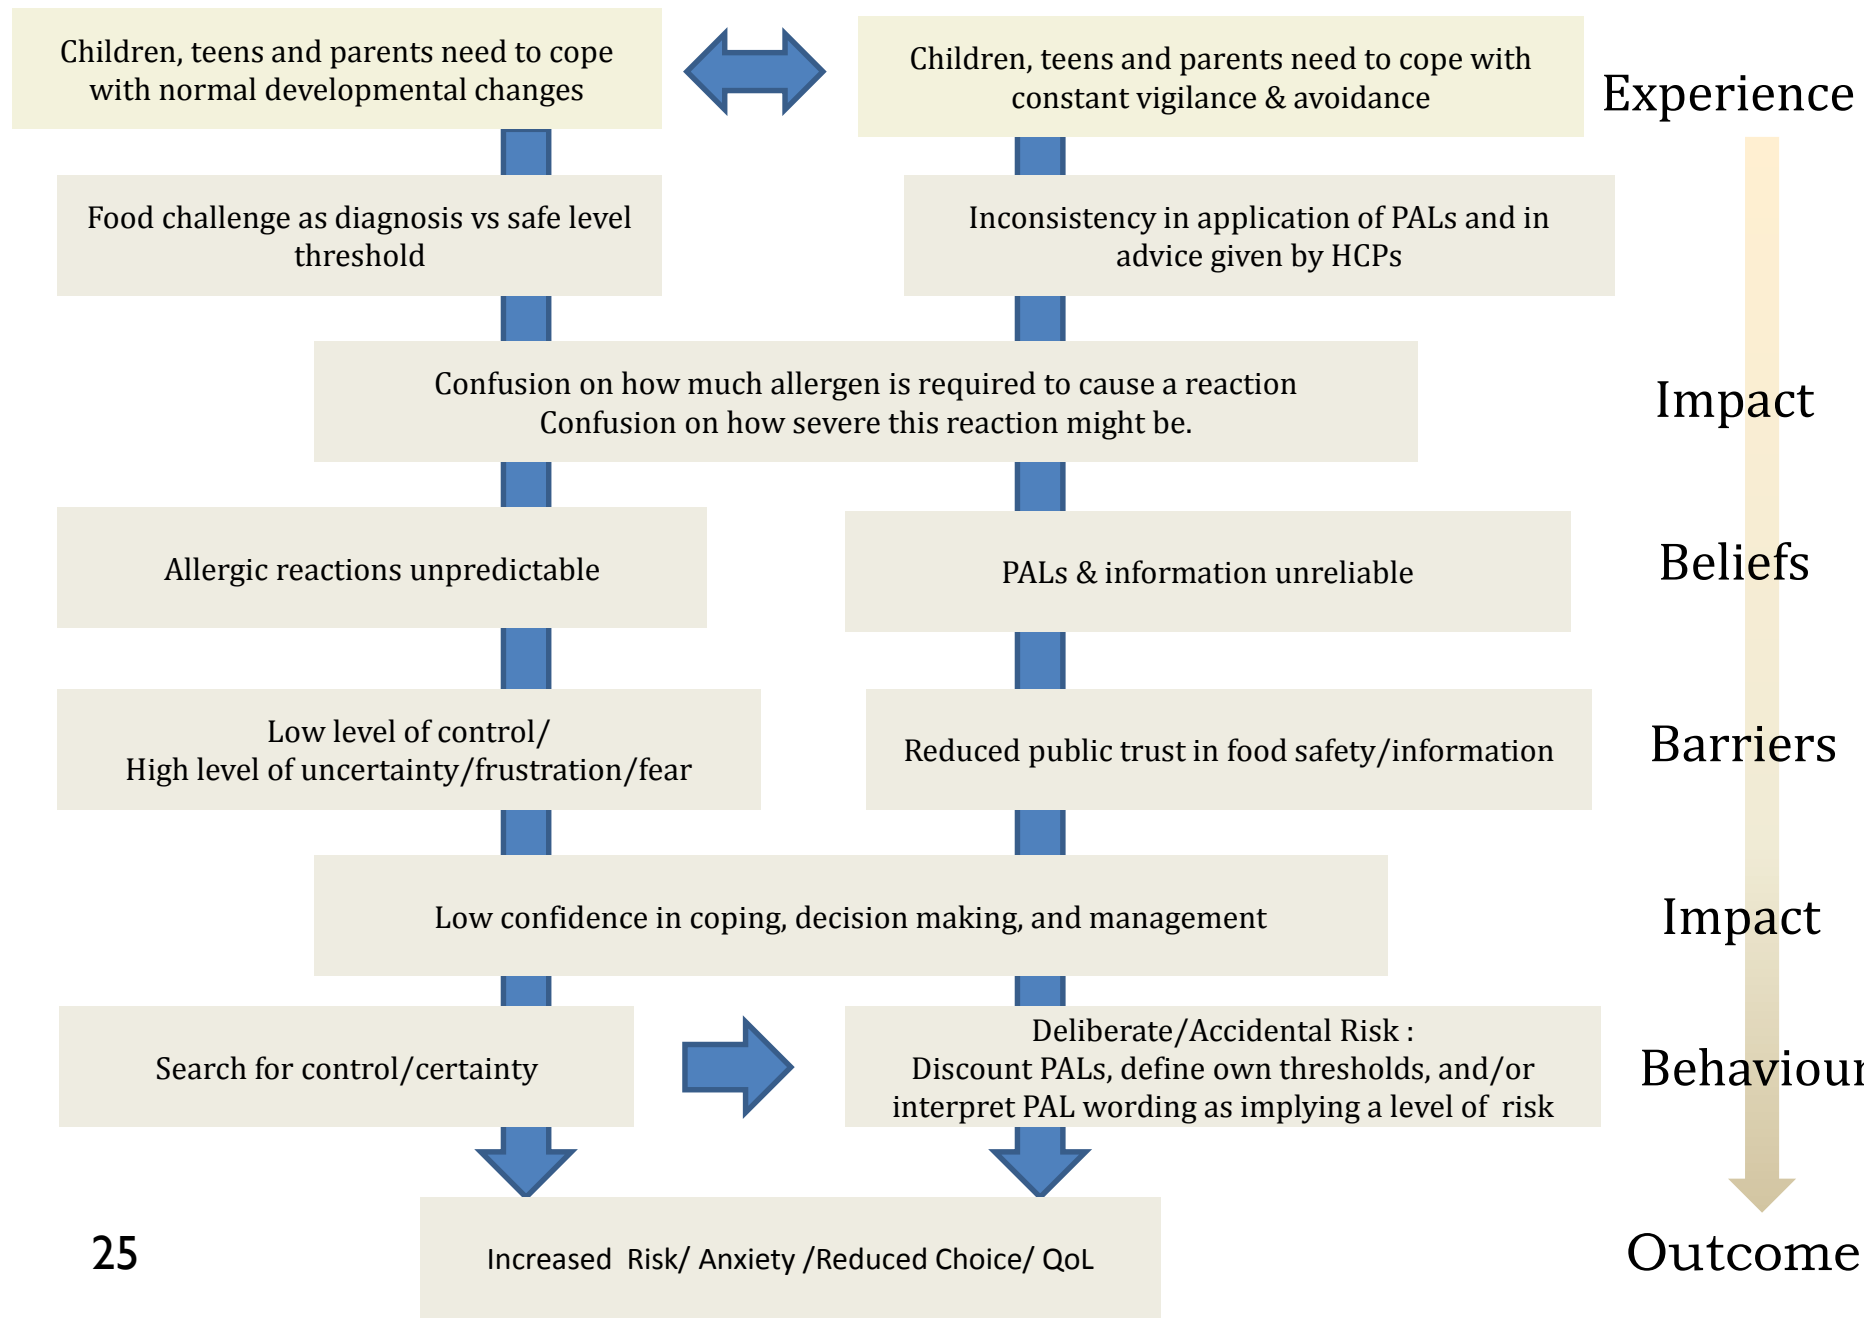 Children, teens and parents need to cope
with normal developmental changes
Children, teens and parents need to cope with
constant vigilance & avoidance
Experience
Food challenge as diagnosis vs safe level
threshold
Inconsistency in application of PALs and in
advice given by HCPs
Confusion on how much allergen is required to cause a reaction
Confusion on how severe this reaction might be.
Impact
Allergic reactions unpredictable
PALs & information unreliable
Beliefs
Low level of control/
High level of uncertainty/frustration/fear
Reduced public trust in food safety/information
Barriers
Low confidence in coping, decision making, and management
Impact
Search for control/certainty
Deliberate/Accidental Risk :
Discount PALs, define own thresholds, and/or
interpret PAL wording as implying a level of risk
Behaviour
25
Increased Risk/ Anxiety /Reduced Choice/ QoL
Outcome